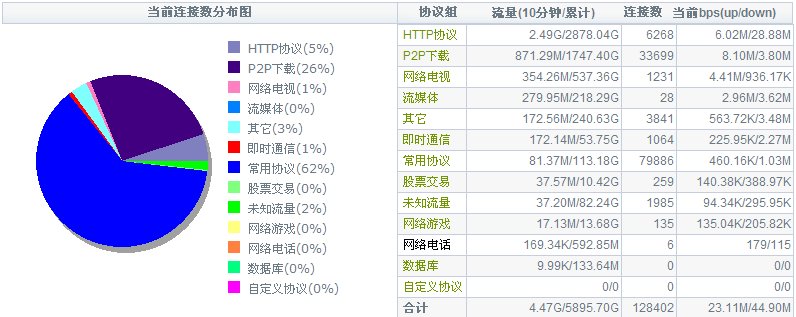 当前连接数分布图
HTTP协议(5%)
P2P下载(26%)
网络电视(1%)
流媒体(0%)
其它(3%)
即时通信(1%)
常用协议(62%)
股票交易(0%)
未知流量(2%)
网络游戏(0%)
网络电话(0%)
数据库(0%)
自定义协议(0%)
协议组 流量(10分钟/累计) 连接数 当前bps(up/down)
HTTP协议 2.49G/2878.04G 6268 6.02M/28.88M
P2P下载 871.29M/1747.40G 33699 8.10M/3.80M
网络电视 354.26M/537.36G 1231 4.41M/936.17K
流媒体 279.95M/218.29G 28 2.96M/3.62M
其它 172.56M/240.63G 3841 563.72K/3.48M
即时通信 172.14M/53.75G 1064 225.95K/2.27M
常用协议 81.37M/113.18G 79886 460.16K/1.03M
股票交易 37.57M/10.42G 259 140.38K/388.97K
未知流量 37.20M/82.24G 1985 94.34K/295.95K
网络游戏 17.13M/13.68G 135 135.04K/205.82K
网络电话 169.34K/592.85M 6 179/115
数据库 9.99K/133.64M 0 0/0
自定义协议 0/0 0 0/0
合计 4.47G/5895.70G 128402 23.11M/44.90M